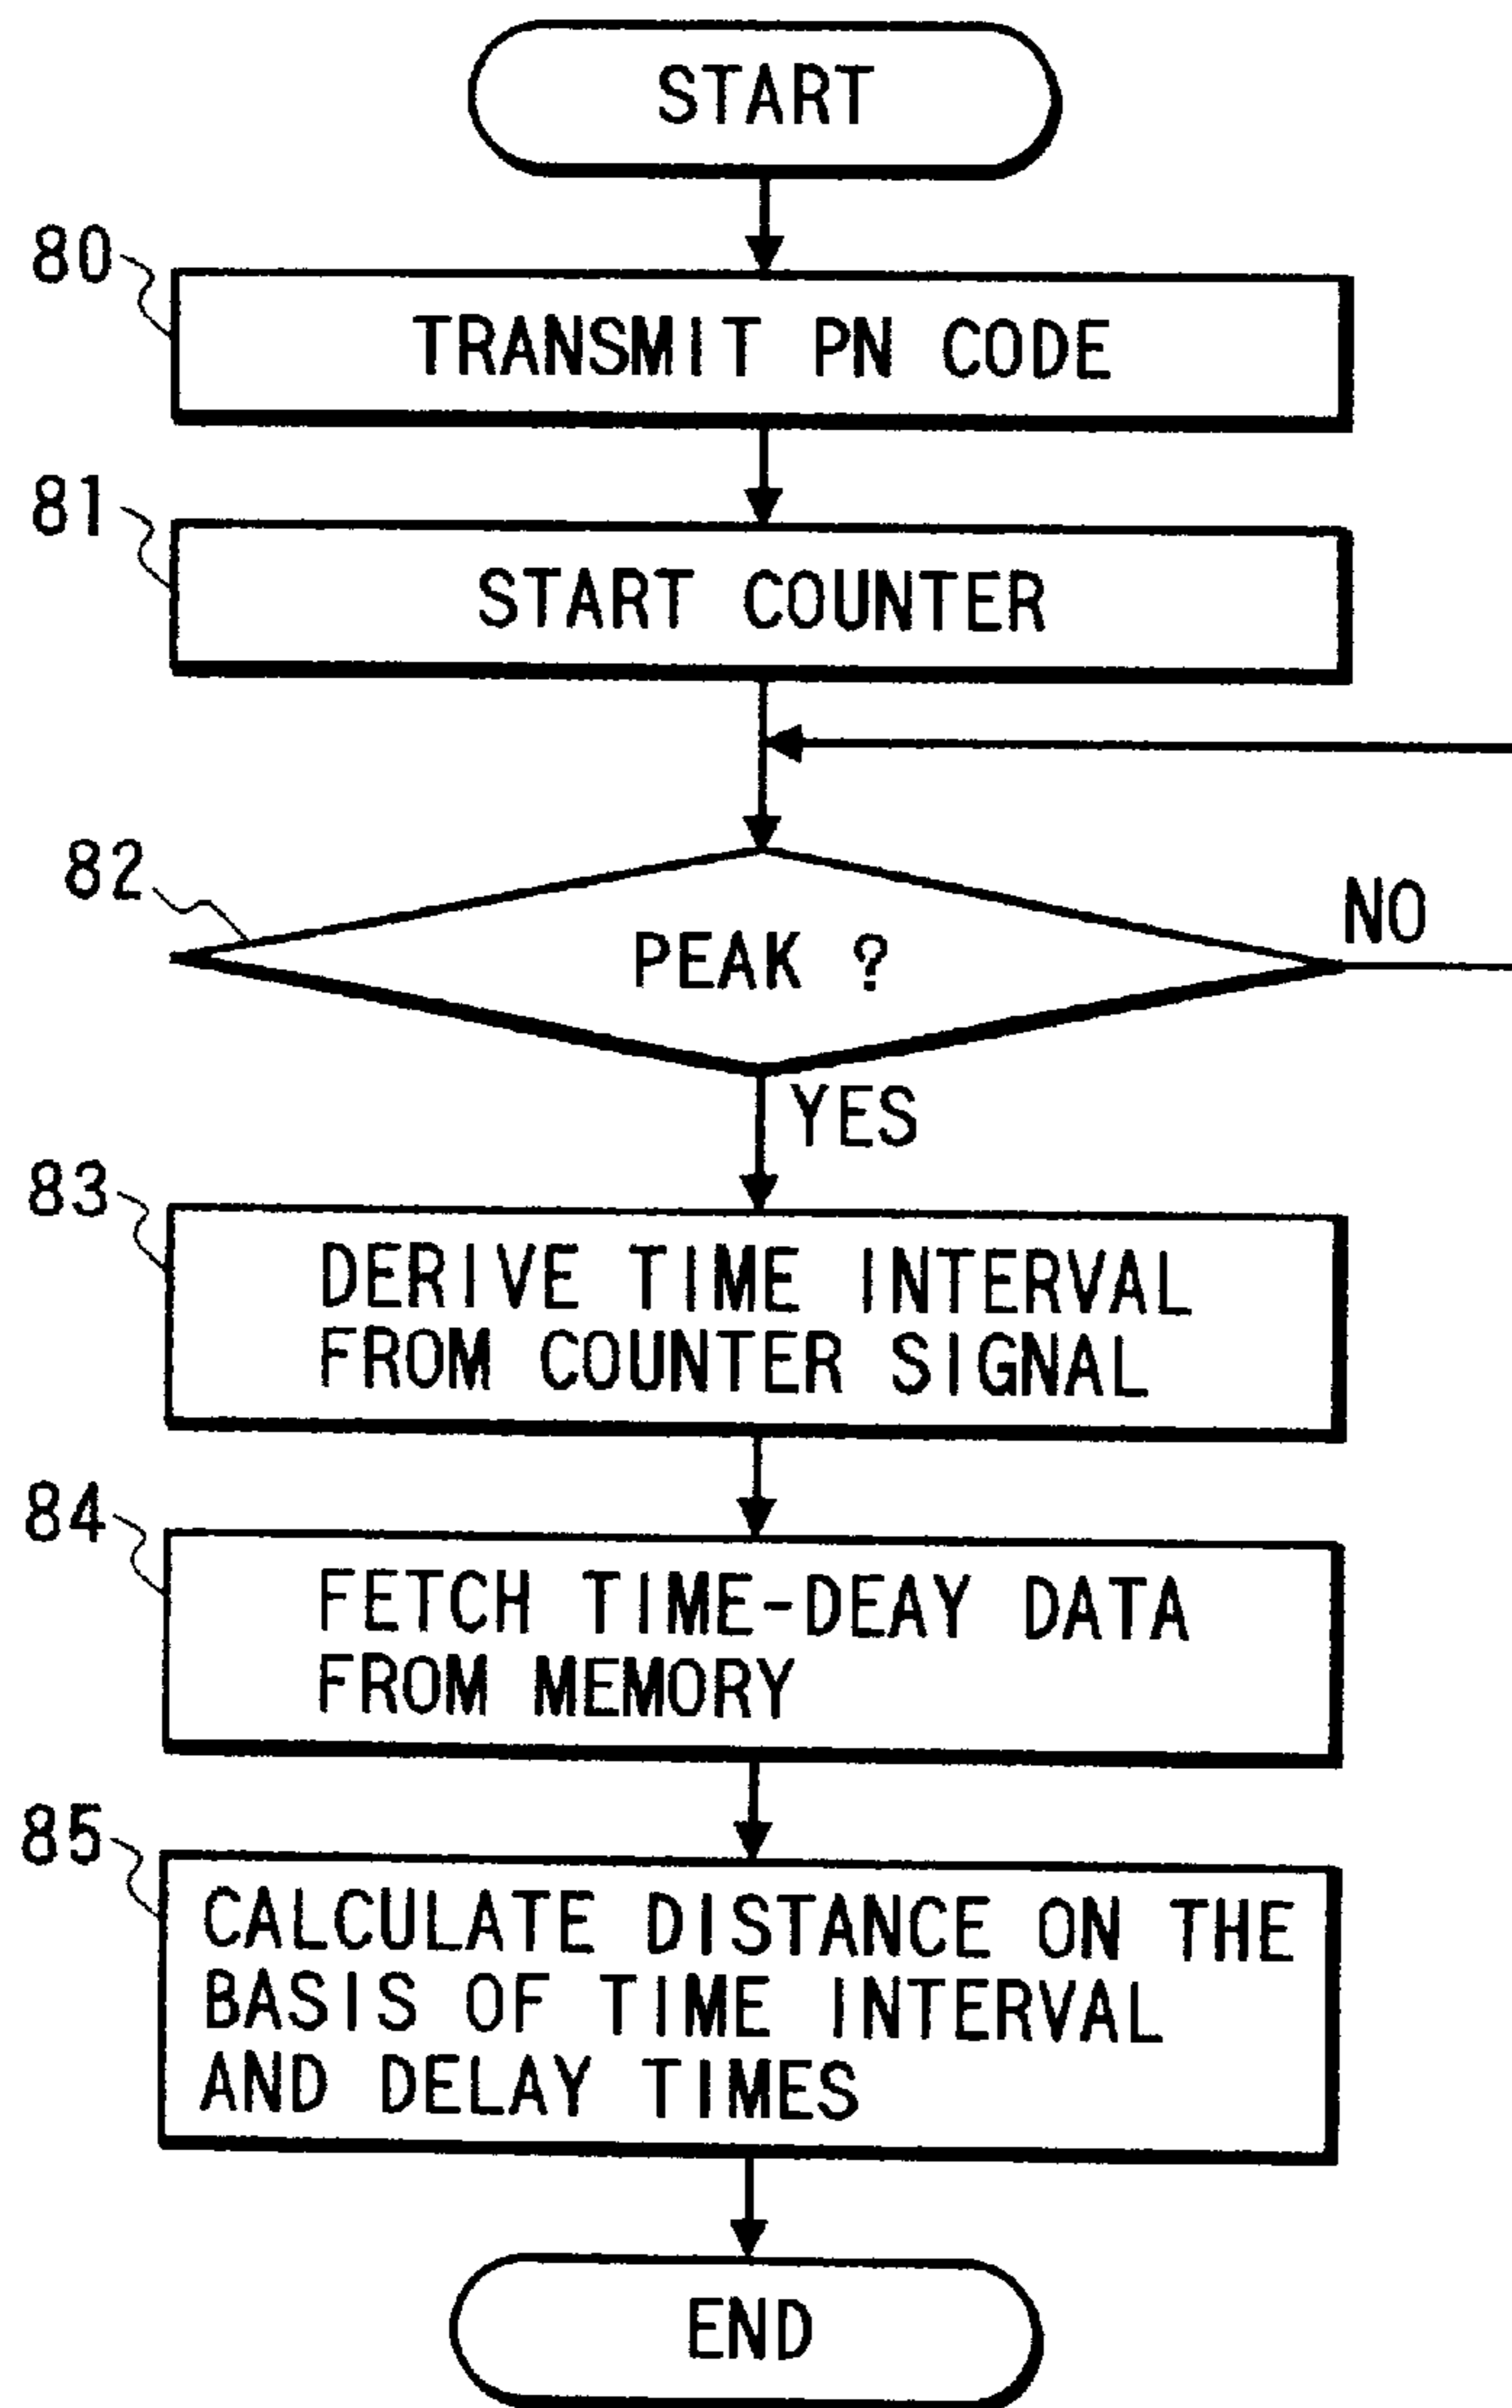 START
80
TRANSMIT PN CODE
81
START COUNTER
82
PEAK ?
NO
YES
83
DERIVE TIME INTERVAL
FROM COUNTER SIGNAL
84
FETCH TIME-DEAY DATA
FROM MEMORY
85
CALCULATE DISTANCE ON THE
BASIS OF TIME INTERVAL
AND DELAY TIMES
END